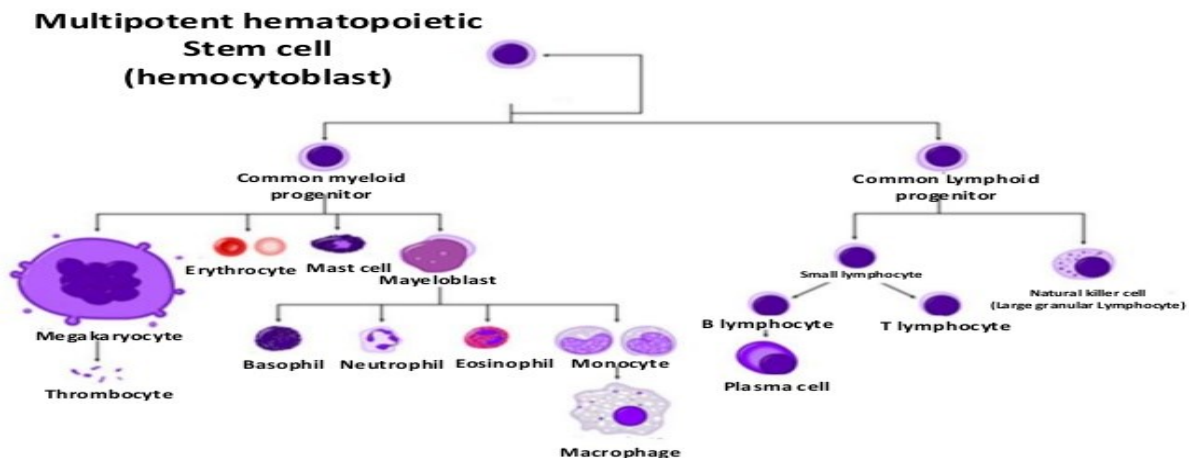 Multipotent hematopoietic
Stem cell
(hemocytoblast)
Common myeloid
progenitor
Common Lymphoid
progenitor
Erythrocyte
Mast cell
Mayeloblast
Small lymphocyte
Natural killer cell
(Large granular Lymphocyte)
Megakaryocyte
B lymphocyte
T lymphocyte
Basophil
Neutrophil
Eosinophil
Monocyte
Thrombocyte
Plasma cell
Macrophage